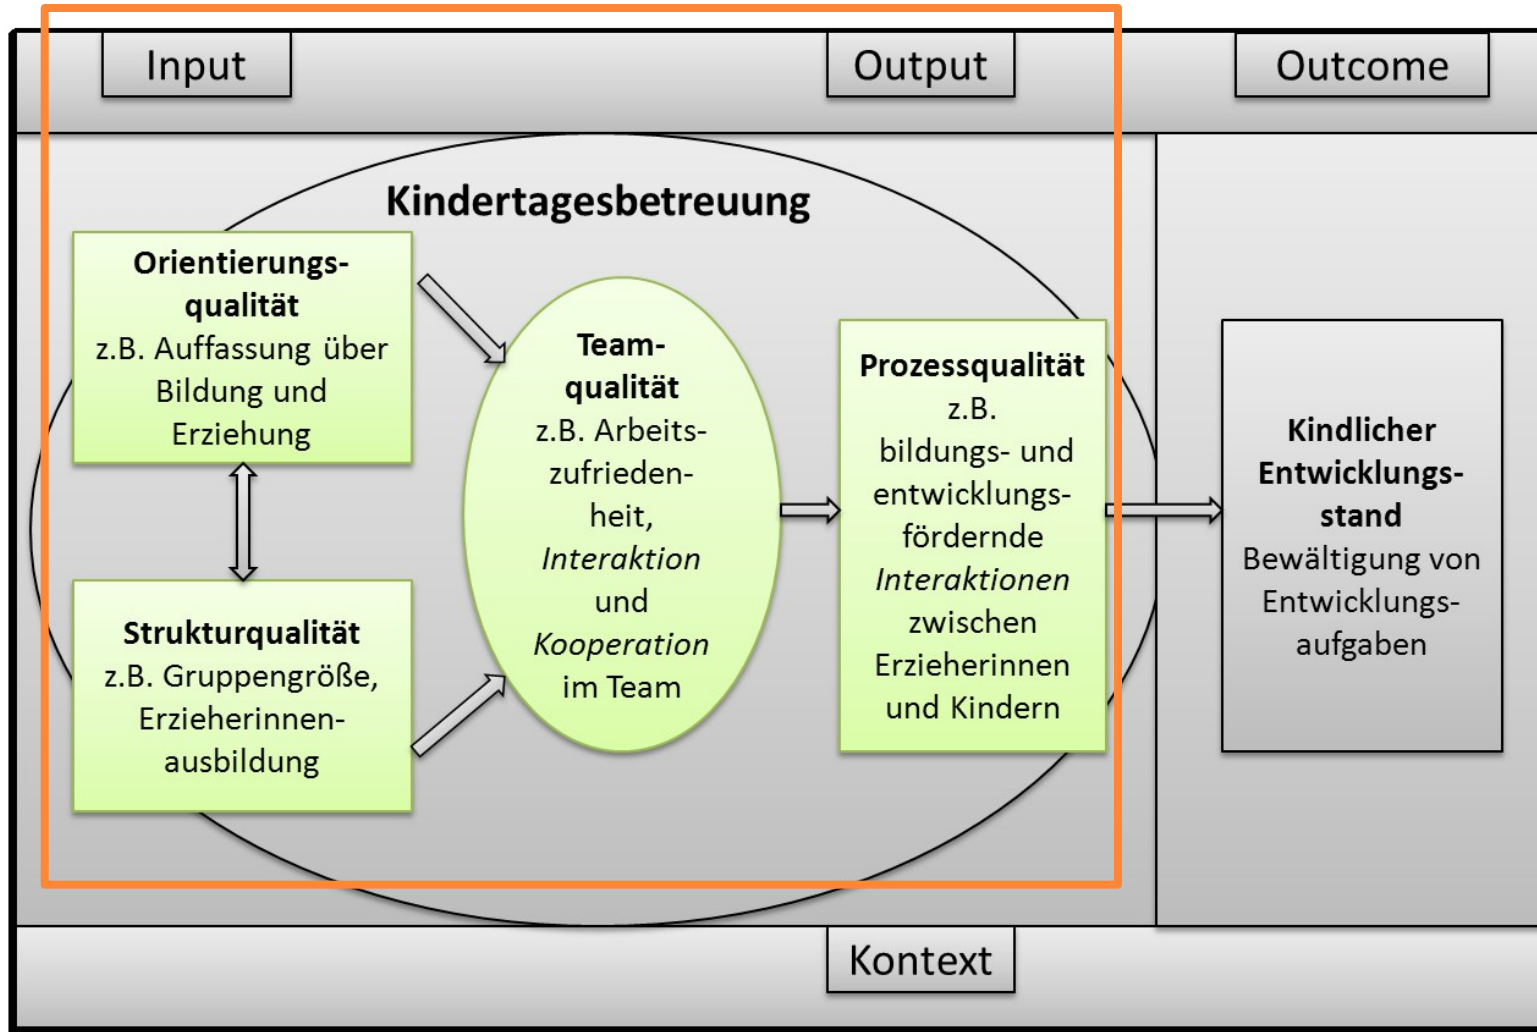 Input
Output
Outcome
Kindertagesbetreuung
Orientierungs-
qualität
z.B. Auffassung über
Bildung und
Erziehung
Strukturqualität
z.B. Gruppengröße,
Erzieherinnen-
ausbildung
Team-
qualität
z.B. Arbeits-
zufrieden-
heit,
Interaktion
und
Kooperation
im Team
Prozessqualität
z.B.
bildungs- und
entwicklungs-
fördernde
Interaktionen
zwischen
Erzieherinnen
und Kindern
Kindlicher
Entwicklungs-
stand
Bewältigung von
Entwicklungs-
aufgaben
Kontext